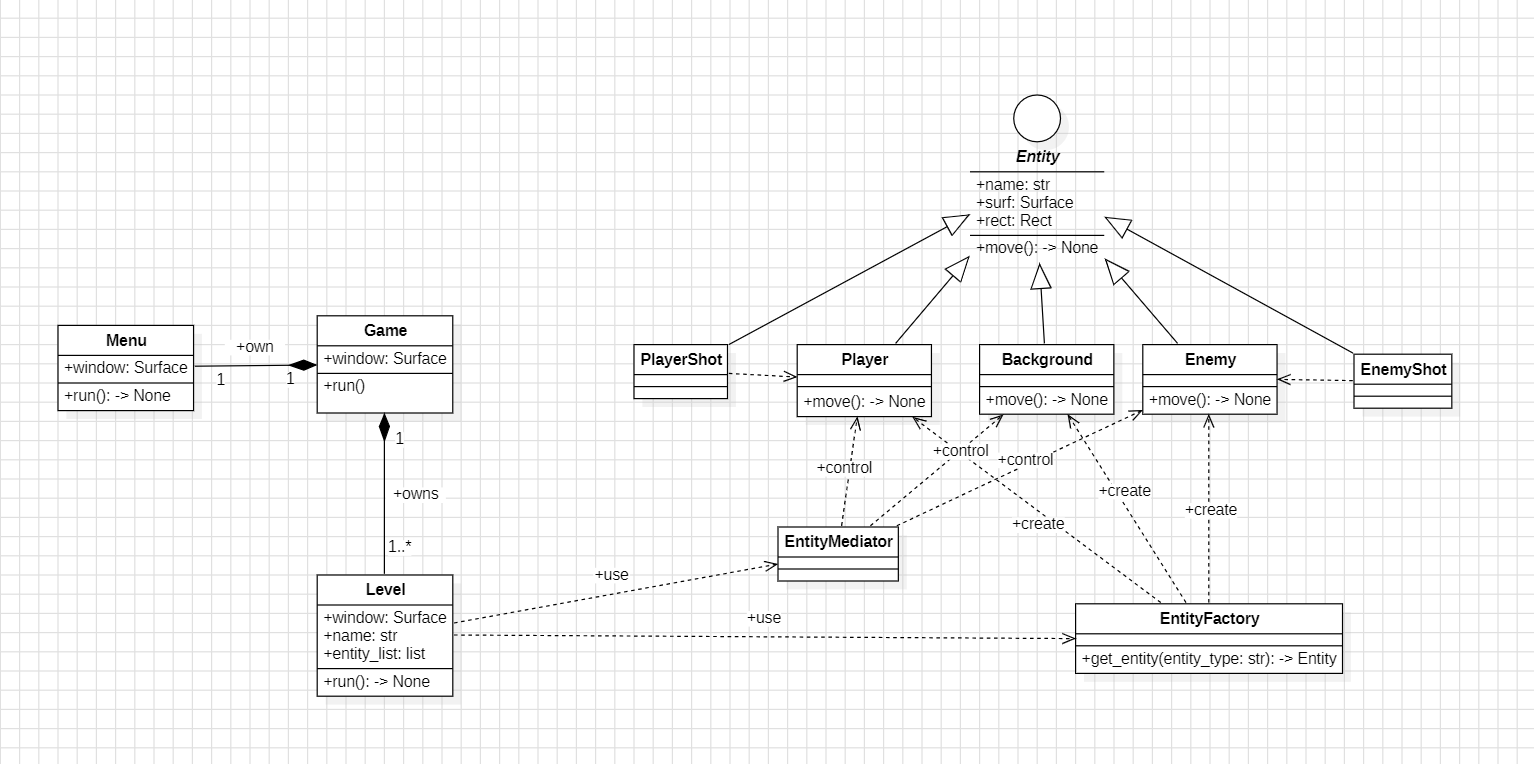 Entity
+name: str
+surf: Surface
+rect: Rect
+move(): -> None
Menu
+window: Surface
+run(): -> None
+own
1
1
Game
+window: Surface
+run()
1
+owns
1..*
Level
+window: Surface
+name: str
+entity_list: list
+run(): -> None
PlayerShot
Player
+move(): -> None
Background
+move(): -> None
Enemy
+move(): -> None
EnemyShot
+control
+control
+control
+create
+create
+create
EntityMediator
+use
+use
EntityFactory
+get_entity(entity_type: str): -> Entity